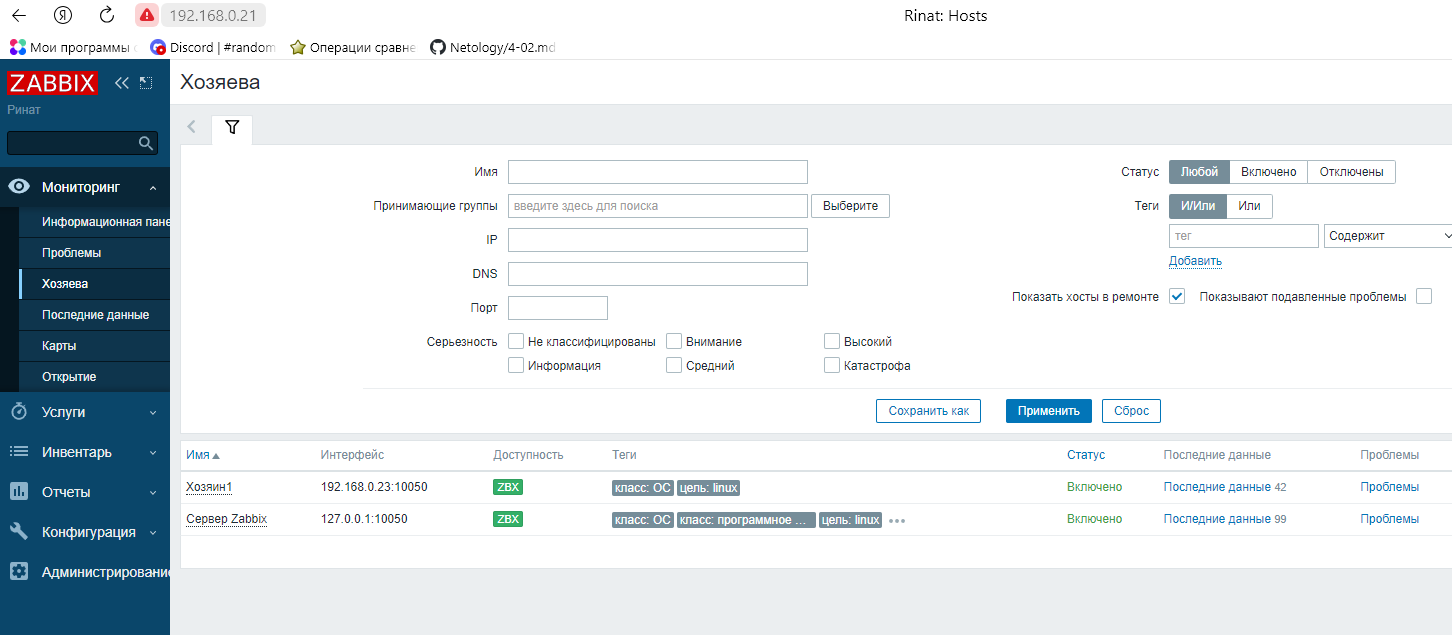 192.168.0.21
Rinat: Hosts
Мои программы
Discord | #random
Операции сравне
Netology/4-02.md
ZABBIX
Ринат
Мониторинг
Информационная пане
Проблемы
Хозяева
Последние данные
Карты
Открытие
Услуги
Инвентарь
Отчеты
Конфигурация
Администрирование
Хозяева
Имя
Принимающие группы введите здесь для поиска Выберите
IP
DNS
Порт
Серьезность Не классифицированы Внимание Высокий
Информация Средний Катастрофа
Статус Любой Включено Отключены
Теги И/Или Или
тег Содержит
Добавить
Показать хосты в ремонте Показывают подавленные проблемы
Сохранить как Применить Сброс
Имя Интерфейс Доступность Теги Статус Последние данные Проблемы
Хозяин1 192.168.0.23:10050 ZBX класс: ОС цель: linux Включено Последние данные 42 Проблемы
Сервер Zabbix 127.0.0.1:10050 ZBX класс: ОС класс: программное ... цель: linux Включено Последние данные 99 Проблемы